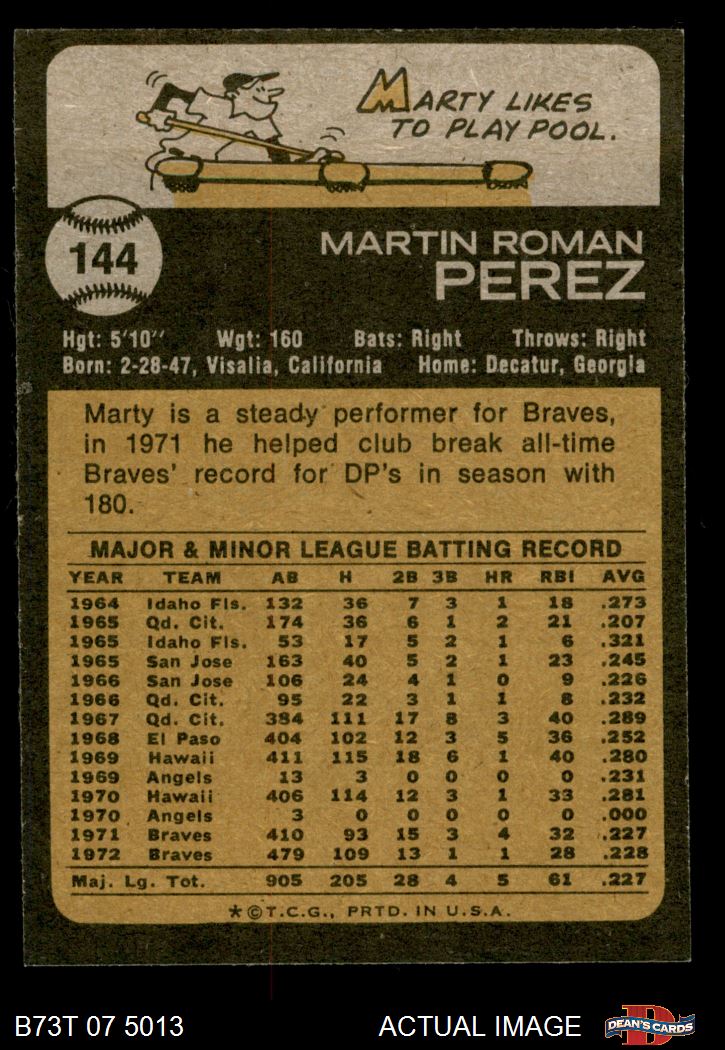 MARTY LIKES
TO PLAY POOL.
144
MARTIN ROMAN
PEREZ
Hgt: 5'10" Wgt: 160 Bats: Right Throws: Right
Born: 2-28-47, Visalia, California Home: Decatur, Georgia
Marty is a steady performer for Braves,
in 1971 he helped club break all-time
Braves' record for DP's in season with
180.
MAJOR & MINOR LEAGUE BATTING RECORD
YEAR TEAM AB H 2B 3B HR RBI AVG
1964 Idaho Fls. 132 36 7 3 1 18 .273
1965 Qd. Cit. 174 36 6 1 2 21 .207
1965 Idaho Fls. 53 17 5 2 1 6 .321
1965 San Jose 163 40 5 2 1 23 .245
1966 San Jose 106 24 4 1 0 9 .226
1966 Qd. Cit. 95 22 3 1 1 8 .232
1967 Qd. Cit. 384 111 17 8 3 40 .289
1968 El Paso 404 102 12 3 5 36 .252
1969 Hawaii 411 115 18 6 1 40 .280
1969 Angels 13 3 0 0 0 0 .231
1970 Hawaii 406 114 12 3 1 33 .281
1970 Angels 3 0 0 0 0 0 .000
1971 Braves 410 93 15 3 4 32 .227
1972 Braves 479 109 13 1 1 28 .228
Maj. Lg. Tot. 905 205 28 4 5 61 .227
*©T.C.G., PRTD. IN U.S.A.
B73T 07 5013 ACTUAL IMAGE
DEAN'S CARDS